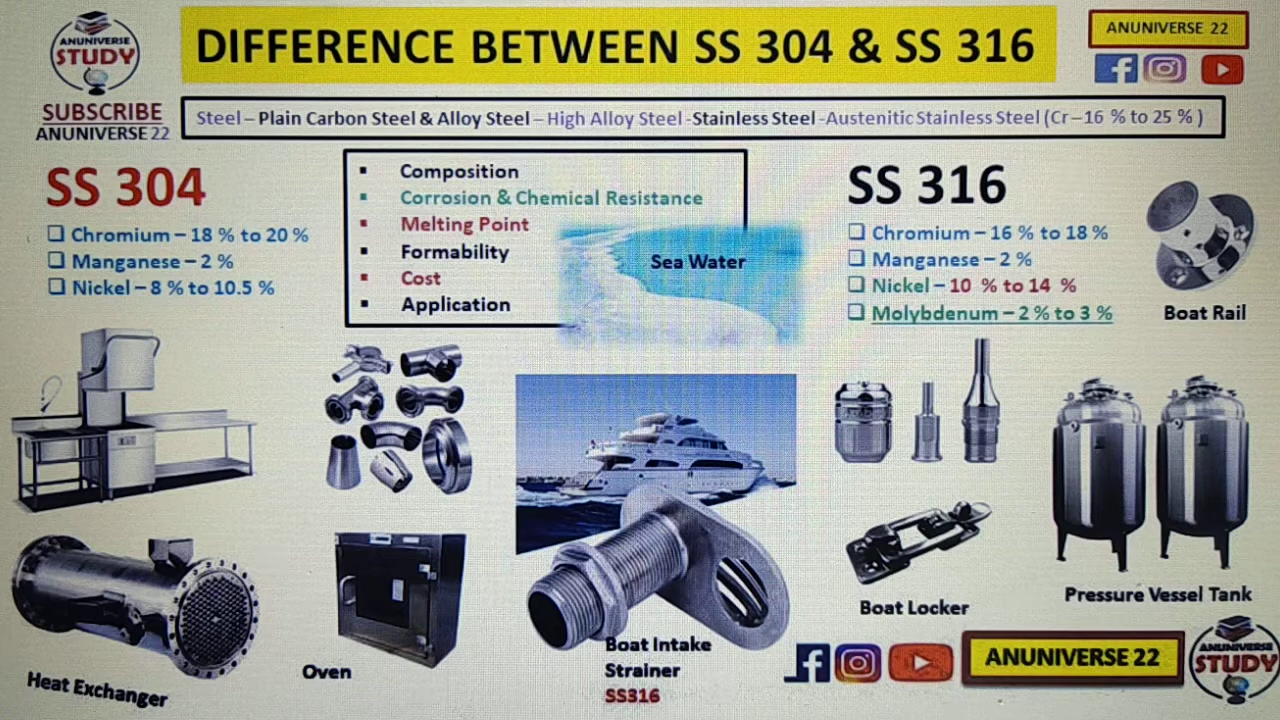 ANUNIVERSE
STUDY
SUBSCRIBE
ANUNIVERSE 22
DIFFERENCE BETWEEN SS 304 & SS 316
ANUNIVERSE 22
Steel – Plain Carbon Steel & Alloy Steel – High Alloy Steel -Stainless Steel -Austenitic Stainless Steel (Cr – 16 % to 25 % )
SS 304
❑ Chromium – 18 % to 20 %
❑ Manganese – 2 %
❑ Nickel – 8 % to 10.5 %
▪ Composition
▪ Corrosion & Chemical Resistance
▪ Melting Point
▪ Formability
▪ Cost
▪ Application
Sea Water
SS 316
❑ Chromium – 16 % to 18 %
❑ Manganese – 2 %
❑ Nickel – 10 % to 14 %
❑ Molybdenum – 2 % to 3 %
Boat Rail
Heat Exchanger
Oven
Boat Intake
Strainer
SS316
Boat Locker
Pressure Vessel Tank
ANUNIVERSE 22
ANUNIVERSE
STUDY